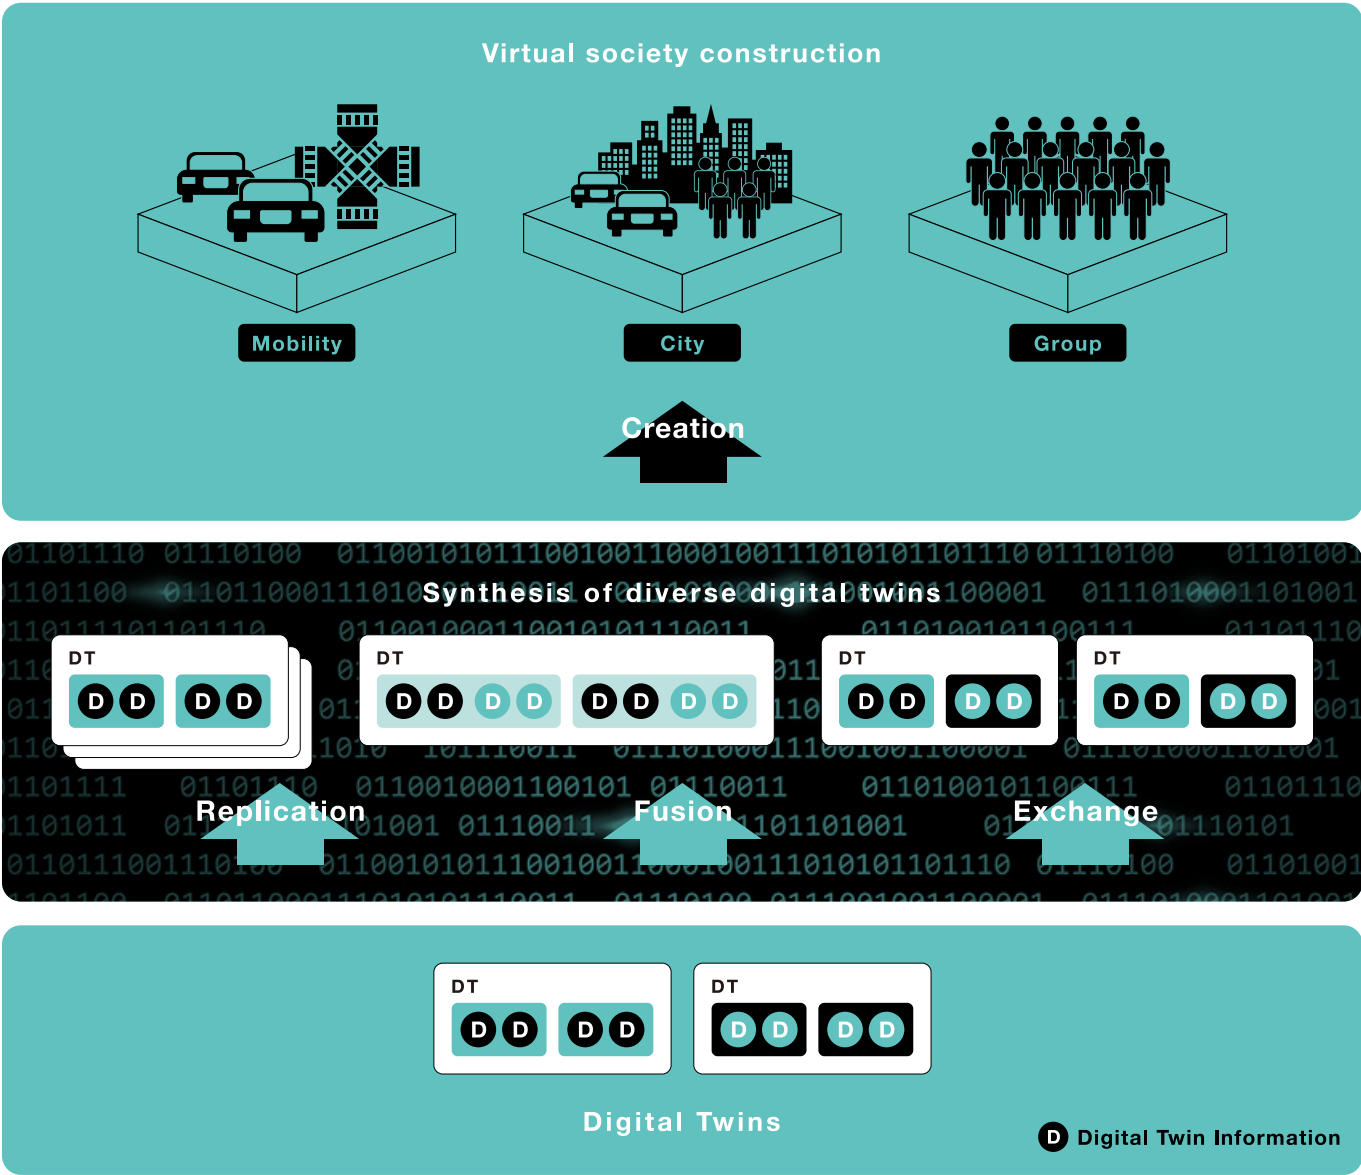 Virtual society construction
Mobility
City
Group
Creation
Synthesis of diverse digital twins
DT
D D D D
DT
D D D D D D D D
DT
D D D D
DT
D D D D
Replication
Fusion
Exchange
DT
D D D D
DT
D D D D
Digital Twins
D Digital Twin Information